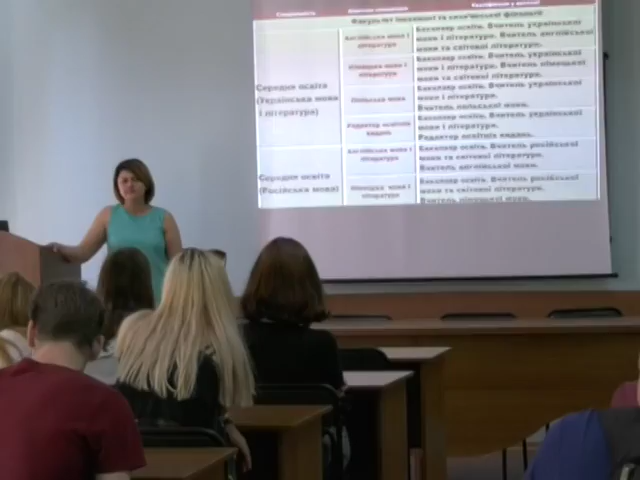 Факультет іноземної та слов'янської філології
Середня освіта
(Українська мова
і література)
Англійська мова і
література
Бакалавр освіти. Вчитель української
мови і літератури. Вчитель англійської
мови та світової літератури.
Німецька мова і
література
Бакалавр освіти. Вчитель української
мови і літератури. Вчитель німецької
мови та світової літератури.
Польська мова
Бакалавр освіти. Вчитель української
мови і літератури.
Вчитель польської мови.
Редактор освітніх
видань
Бакалавр освіти. Вчитель української
мови і літератури.
Редактор освітніх видань.
Середня освіта
(Російська мова)
Англійська мова і
література
Бакалавр освіти. Вчитель російської
мови та світової літератури.
Вчитель англійської мови.
Німецька мова і
література
Бакалавр освіти. Вчитель російської
мови та світової літератури.
Вчитель німецької мови.